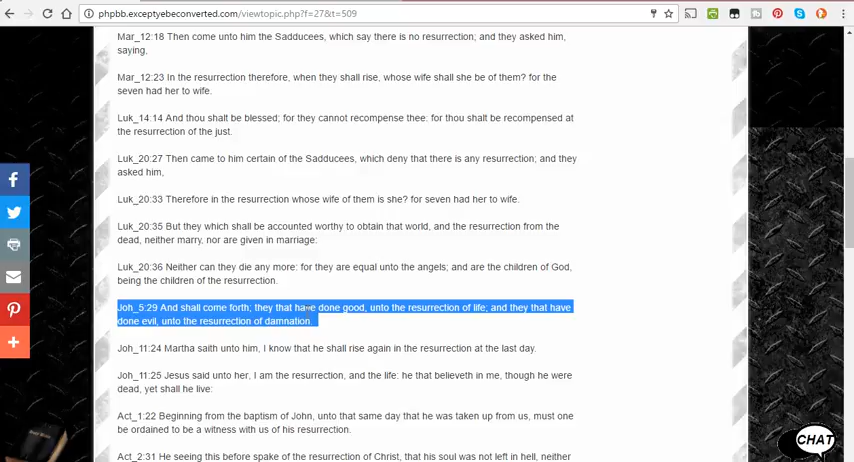 phpbb.exceptyebeconverted.com/viewtopic.php?f=27&t=509
Mar_12:18 Then come unto him the Sadducees, which say there is no resurrection; and they asked him,
saying,
Mar_12:23 In the resurrection therefore, when they shall rise, whose wife shall she be of them? for the
seven had her to wife.
Luk_14:14 And thou shalt be blessed; for they cannot recompense thee: for thou shalt be recompensed at
the resurrection of the just.
Luk_20:27 Then came to him certain of the Sadducees, which deny that there is any resurrection; and they
asked him,
Luk_20:33 Therefore in the resurrection whose wife of them is she? for seven had her to wife.
Luk_20:35 But they which shall be accounted worthy to obtain that world, and the resurrection from the
dead, neither marry, nor are given in marriage:
Luk_20:36 Neither can they die any more: for they are equal unto the angels; and are the children of God,
being the children of the resurrection.
Joh_5:29 And shall come forth; they that have done good, unto the resurrection of life; and they that have
done evil, unto the resurrection of damnation.
Joh_11:24 Martha saith unto him, I know that he shall rise again in the resurrection at the last day.
Joh_11:25 Jesus said unto her, I am the resurrection, and the life: he that believeth in me, though he were
dead, yet shall he live:
Act_1:22 Beginning from the baptism of John, unto that same day that he was taken up from us, must one
be ordained to be a witness with us of his resurrection.
Act_2:31 He seeing this before spake of the resurrection of Christ, that his soul was not left in hell, neither
CHAT